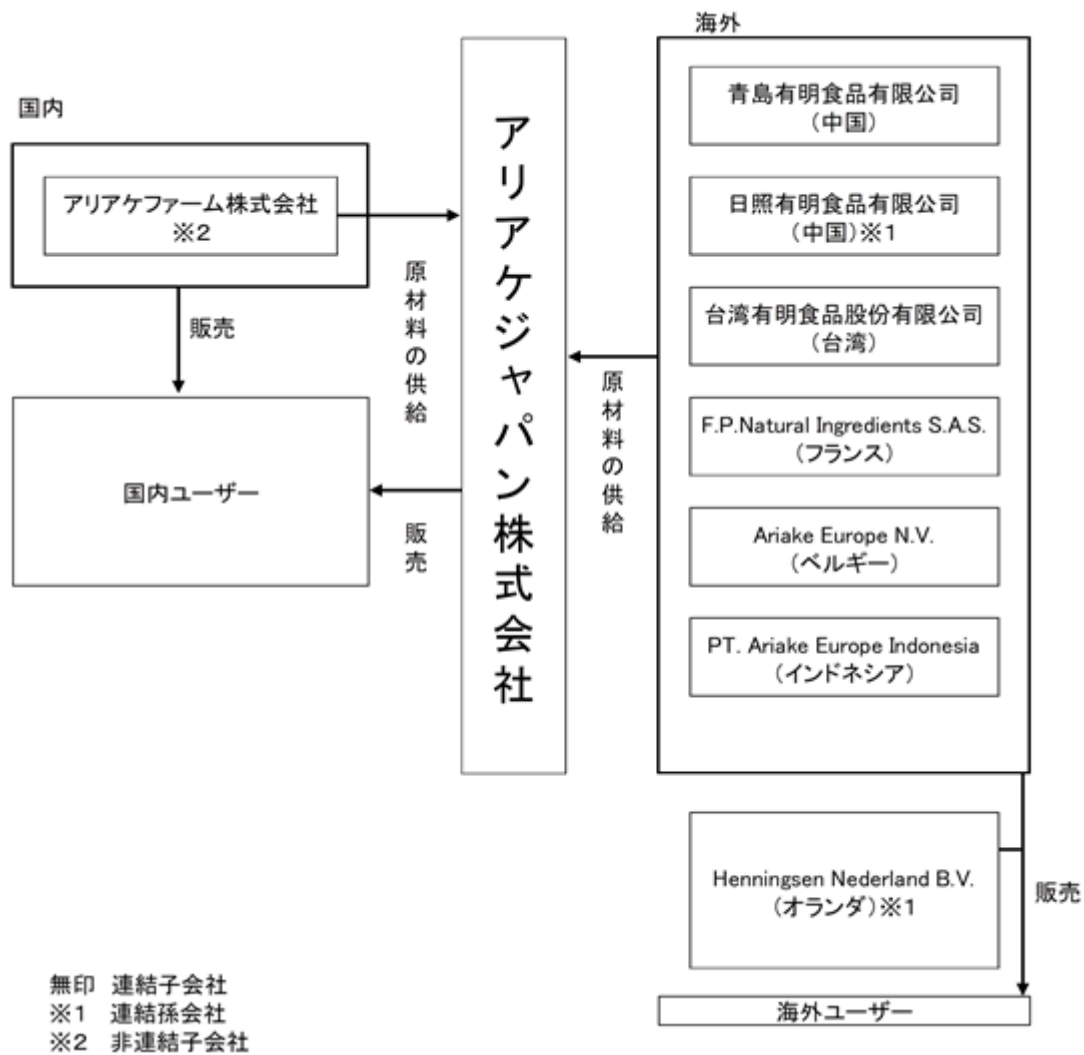 国内
アリアケファーム株式会社
※2
販売
国内ユーザー
原材料の供給
販売
アリアケジャパン株式会社
原材料の供給
海外
青島有明食品有限公司
(中国)
日照有明食品有限公司
(中国)※1
台湾有明食品股份有限公司
(台湾)
F.P.Natural Ingredients S.A.S.
(フランス)
Ariake Europe N.V.
(ベルギー)
PT. Ariake Europe Indonesia
(インドネシア)
Henningsen Nederland B.V.
(オランダ)※1
販売
海外ユーザー
無印 連結子会社
※1 連結孫会社
※2 非連結子会社